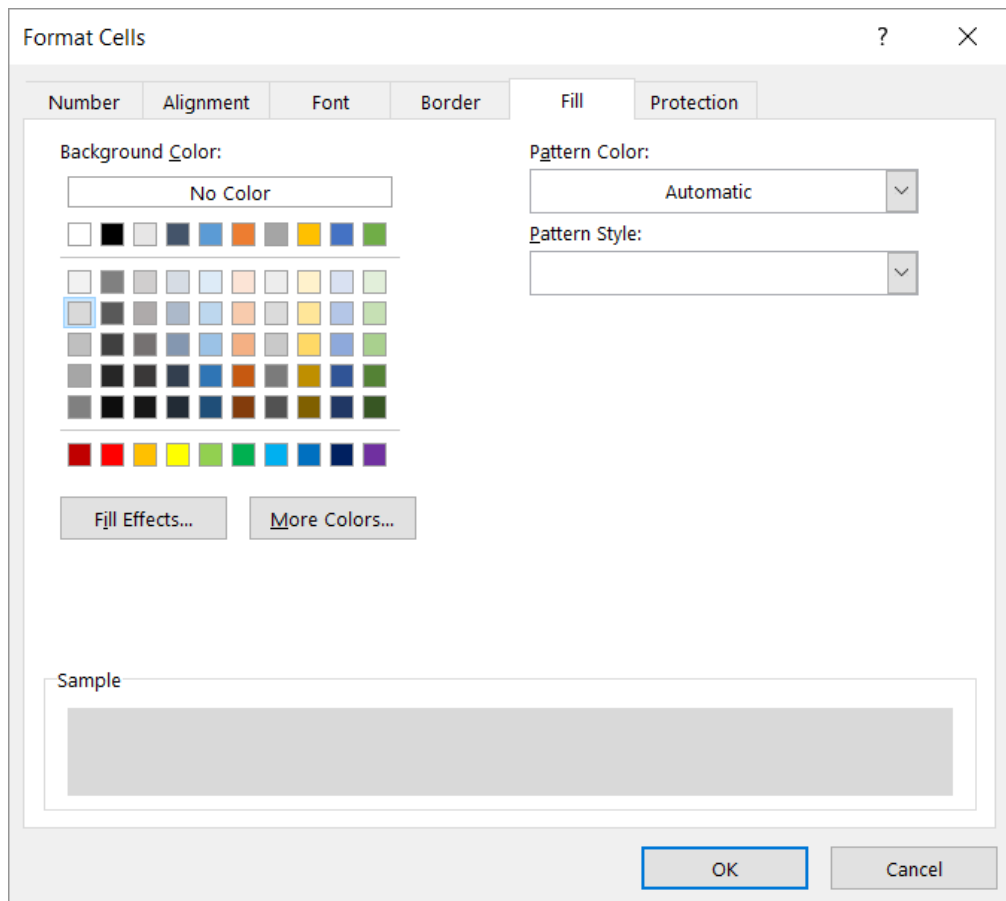 Format Cells
?
Number Alignment Font Border Fill Protection
Background Color:
No Color
Pattern Color:
Automatic
Pattern Style:
Fill Effects...
More Colors...
Sample
OK
Cancel